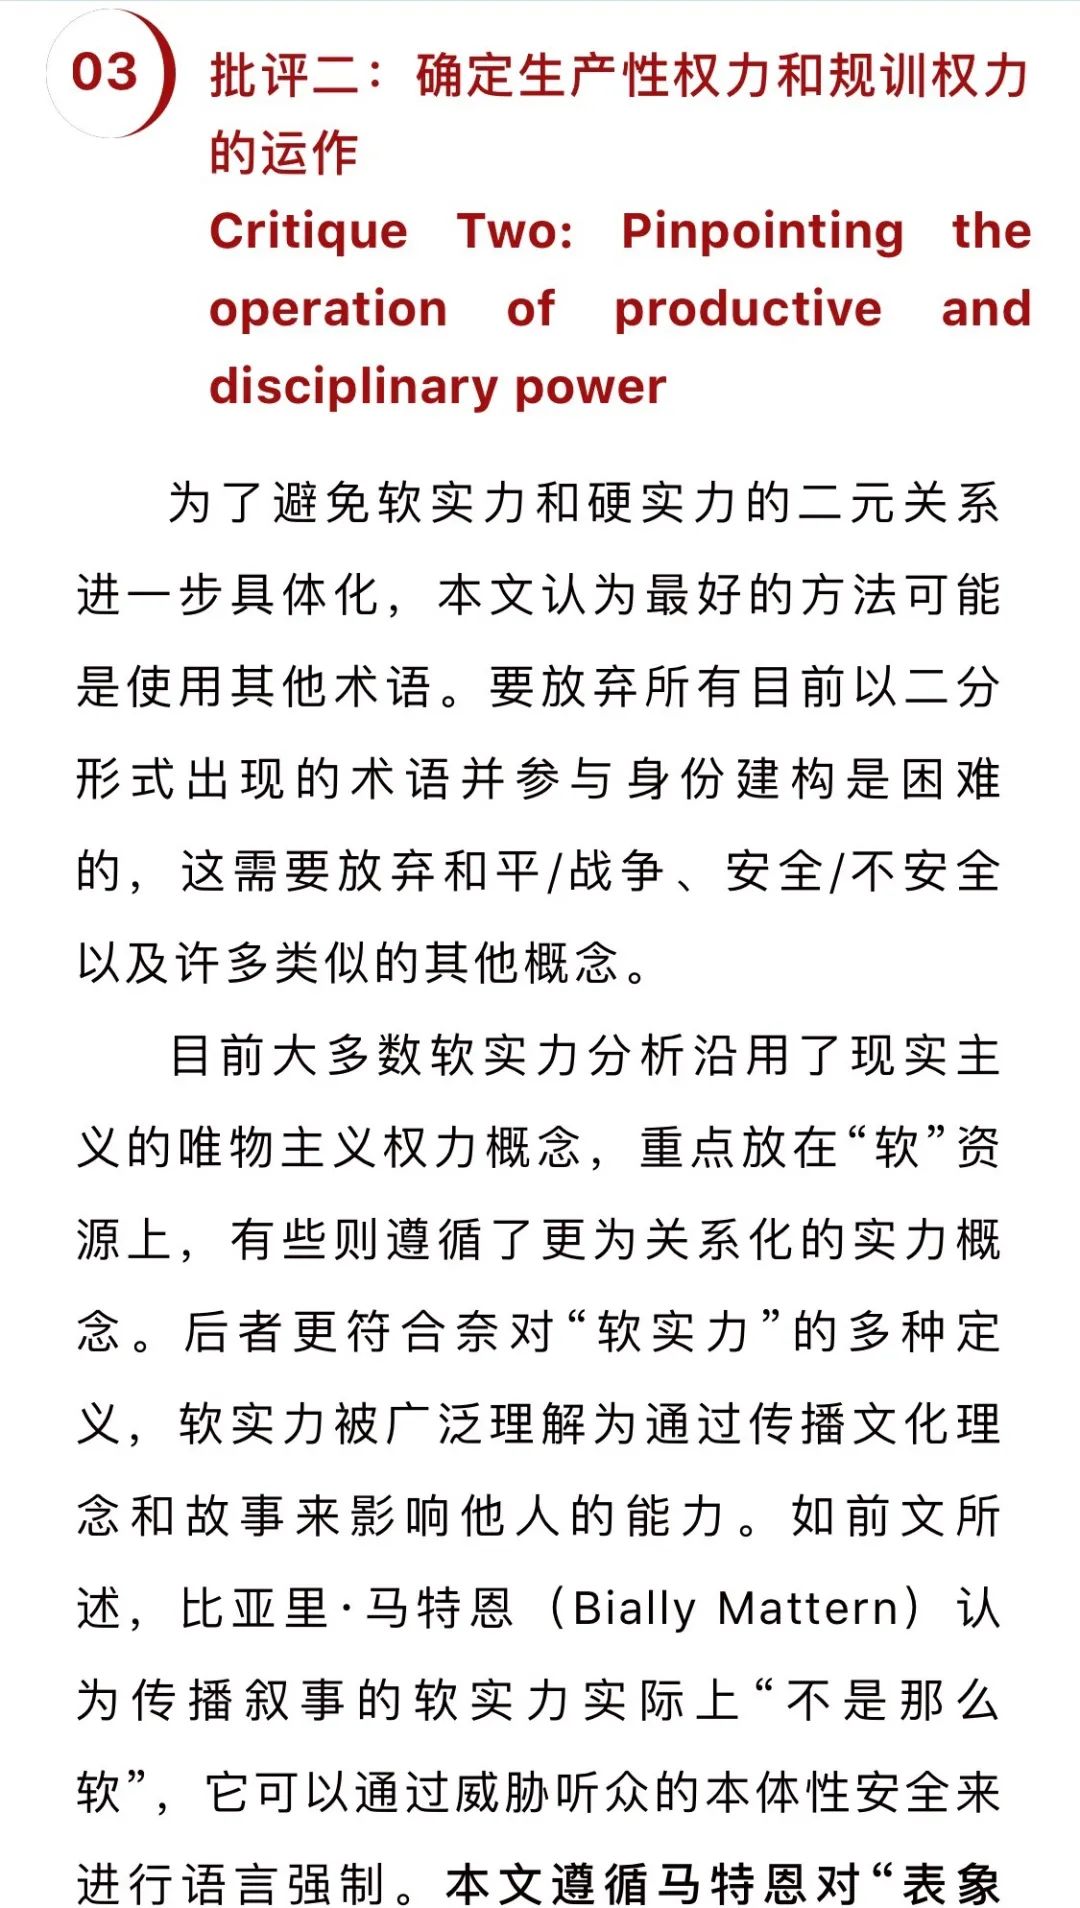 03
批评二：确定生产性权力和规训权力
的运作
Critique Two: Pinpointing the
operation of productive and
disciplinary power
为了避免软实力和硬实力的二元关系
进一步具体化，本文认为最好的方法可能
是使用其他术语。要放弃所有目前以二分
形式出现的术语并参与身份建构是困难
的，这需要放弃和平/战争、安全/不安全
以及许多类似的其他概念。
目前大多数软实力分析沿用了现实主
义的唯物主义权力概念，重点放在“软”资
源上，有些则遵循了更为关系化的实力概
念。后者更符合奈对“软实力”的多种定
义，软实力被广泛理解为通过传播文化理
念和故事来影响他人的能力。如前文所
述，比亚里·马特恩（Bially Mattern）认
为传播叙事的软实力实际上“不是那么
软”，它可以通过威胁听众的本体性安全来
进行语言强制。本文遵循马特恩对“表象